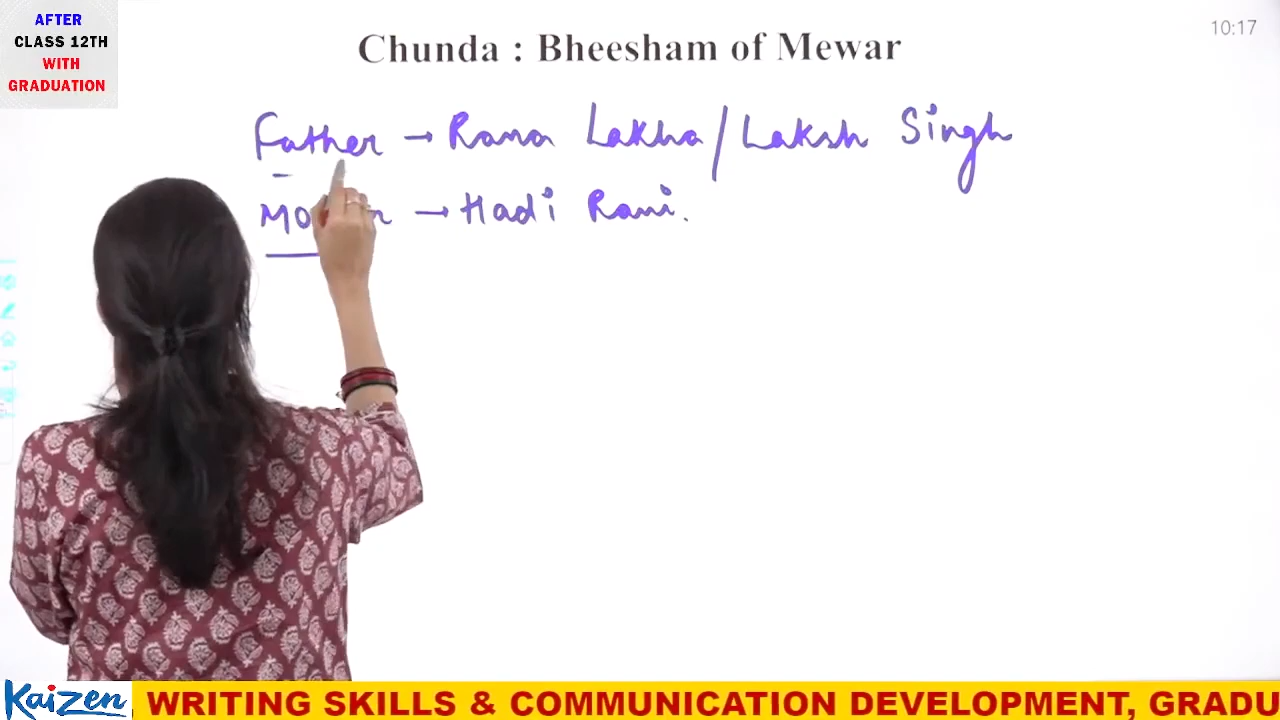 AFTER
CLASS 12TH
WITH
GRADUATION
10:17
Chunda : Bheesham of Mewar
Father → Rana Lakha/Laksh Singh
→ Hadi Rani.
Kaizen
WRITING SKILLS & COMMUNICATION DEVELOPMENT, GRADU